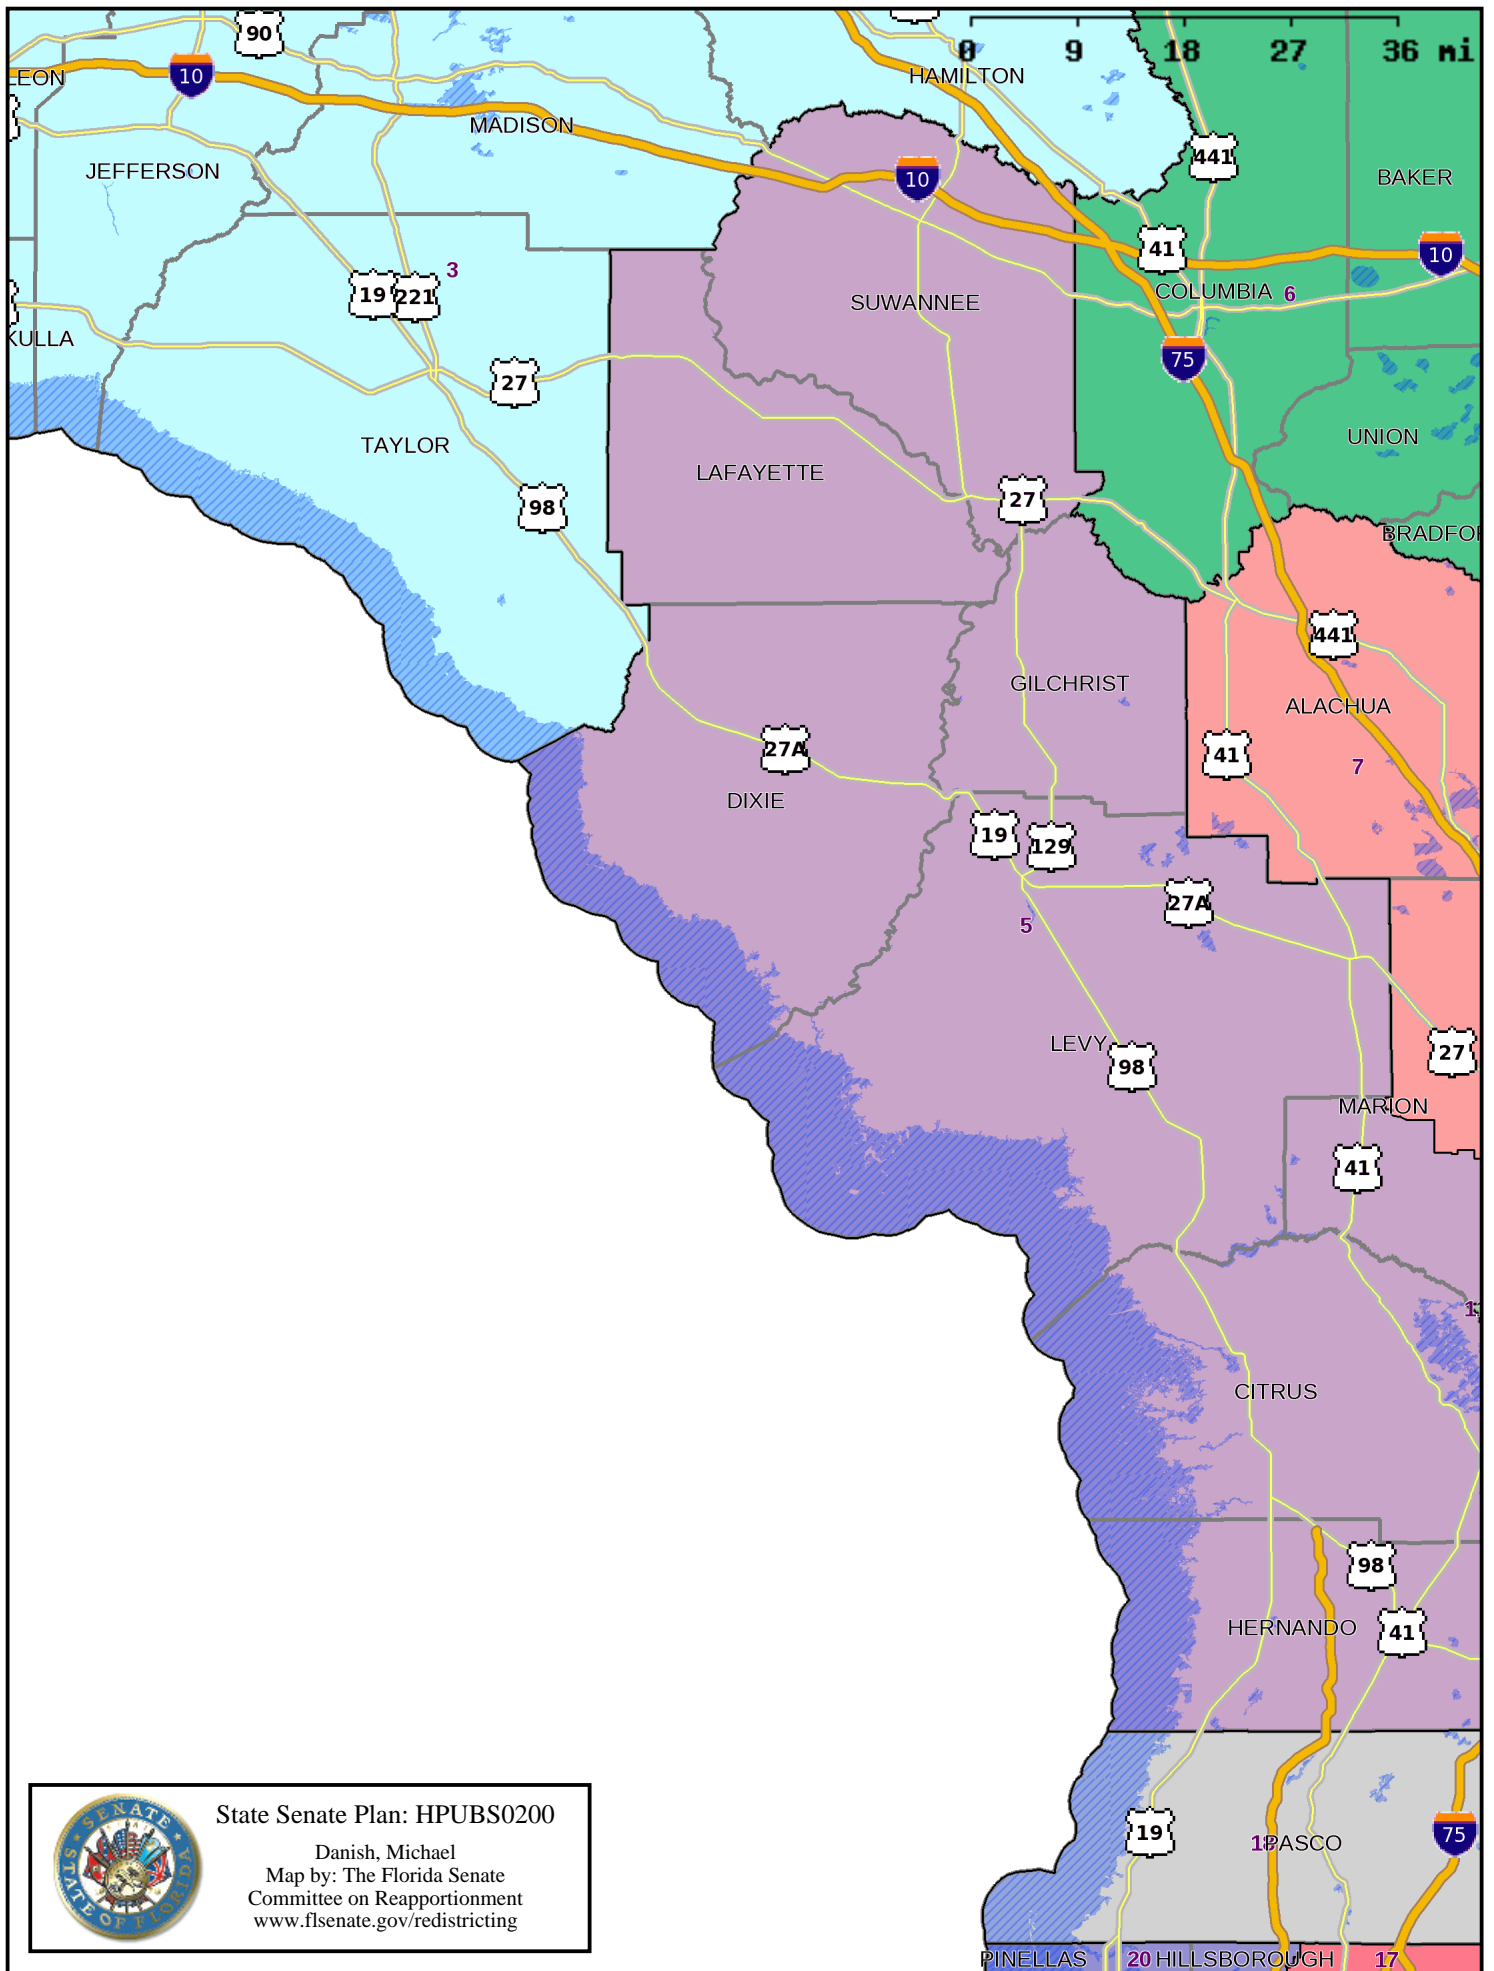 90
0 9 18 27 36 mi
10
LEON
HAMILTON
MADISON
441
JEFFERSON
10
BAKER
41
10
3
19
221
SUWANNEE
COLUMBIA
6
KULLA
75
27
TAYLOR
UNION
LAFAYETTE
98
27
BRADFO
441
GILCHRIST
ALACHUA
27A
41
7
DIXIE
19
129
27A
5
LEVY
98
27
MARION
41
1
CITRUS
98
HERNANDO
41
19
18
PASCO
75
PINELLAS
20
HILLSBOROUGH
17
SENATE
STATE OF FLORIDA
State Senate Plan: HPUBS0200
Danish, Michael
Map by: The Florida Senate
Committee on Reapportionment
www.flsenate.gov/redistricting